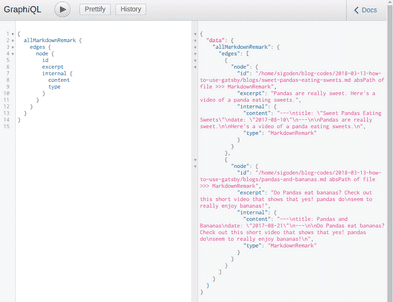 GraphiQL
Prettify
History
Docs
1 {
2 allMarkdownRemark {
3 edges {
4 node {
5 id
6 excerpt
7 internal {
8 content
9 type
10 }
11 }
12 }
13 }
14 }
15
{
"data": {
"allMarkdownRemark": {
"edges": [
{
"node": {
"id": "/home/sigoden/blog-codes/2018-03-13-how-
to-use-gatsby/blogs/sweet-pandas-eating-sweets.md absPath of
file >>> MarkdownRemark",
"excerpt": "Pandas are really sweet. Here's a
video of a panda eating sweets.",
"internal": {
"content": "---\ntitle: \"Sweet Pandas Eating
Sweets\"\ndate: \"2017-08-10\"\n---\n\nPandas are really
sweet.\n\nHere's a video of a panda eating sweets.\n",
"type": "MarkdownRemark"
}
}
},
{
"node": {
"id": "/home/sigoden/blog-codes/2018-03-13-how-
to-use-gatsby/blogs/pandas-and-bananas.md absPath of file
>>> MarkdownRemark",
"excerpt": "Do Pandas eat bananas? Check out
this short video that shows that yes! pandas do\nseem to
really enjoy bananas!",
"internal": {
"content": "---\ntitle: Pandas and
Bananas\ndate: \"2017-08-21\"\n---\n\nDo Pandas eat banana?
Check out this short video that shows that yes! pandas
do\nseem to really enjoy bananas!\n",
"type": "MarkdownRemark"
}
}
}
]
}
}
}